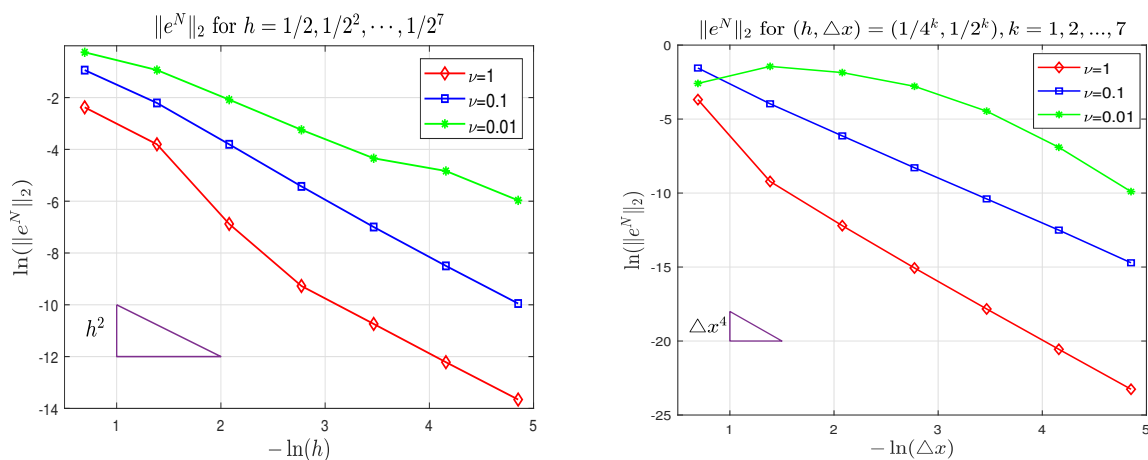 ‖e^N‖_2 for h = 1/2, 1/2^2, ⋯, 1/2^7
ln(‖e^N‖_2)
-2
-4
-6
-8
-10
-12
-14
ν=1
ν=0.1
ν=0.01
h^2
1
2
3
4
5
− ln(h)
‖e^N‖_2 for (h, △x) = (1/4^k, 1/2^k), k = 1, 2, ..., 7
ln(‖e^N‖_2)
0
-5
-10
-15
-20
-25
ν=1
ν=0.1
ν=0.01
△x^4
1
2
3
4
5
− ln(△x)